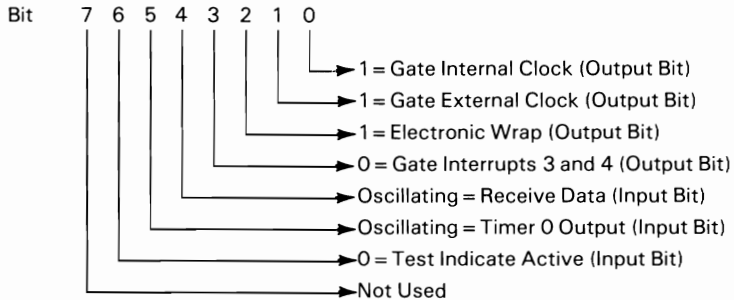 Bit 7 6 5 4 3 2 1 0
1 = Gate Internal Clock (Output Bit)
1 = Gate External Clock (Output Bit)
1 = Electronic Wrap (Output Bit)
0 = Gate Interrupts 3 and 4 (Output Bit)
Oscillating = Receive Data (Input Bit)
Oscillating = Timer 0 Output (Input Bit)
0 = Test Indicate Active (Input Bit)
Not Used